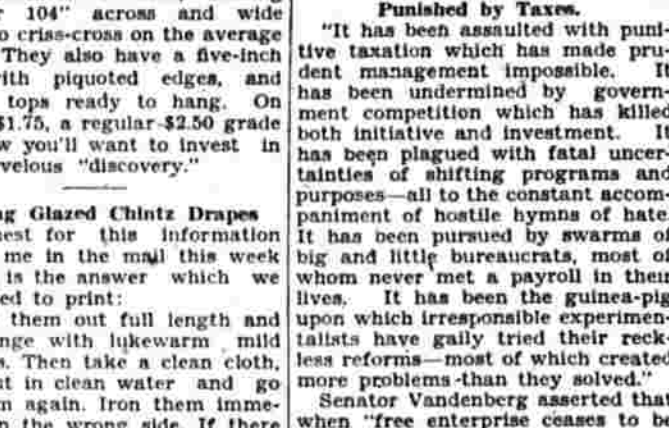 104" across and wide
criss-cross on the average
They also have a five-inch
piquoted edges, and
tops ready to hang. On
$1.75, a regular $2.50 grade
you'll want to invest in
"discovery."
Glazed Chintz Drapes
for this information
me in the mail this week
is the answer which we
to print:
them out full length and
with lukewarm mild
Then take a clean cloth,
in clean water and go
again. Iron them imme-
the wrong side. If there
Punished by Taxes.
"It has been assaulted with puni-
tive taxation which has made pru-
dent management impossible. It
has been undermined by govern-
ment competition which has killed
both initiative and investment. It
has been plagued with fatal uncer-
tainties of shifting programs and
purposes—all to the constant accom-
paniment of hostile hymns of hate.
It has been pursued by swarms of
big and little bureaucrats, most of
whom never met a payroll in their
lives. It has been the guinea-pig
upon which irresponsible experimen-
talists have gaily tried their reck-
less reforms—most of which created
more problems than they solved."
Senator Vandenberg asserted that
when "free enterprise ceases to be